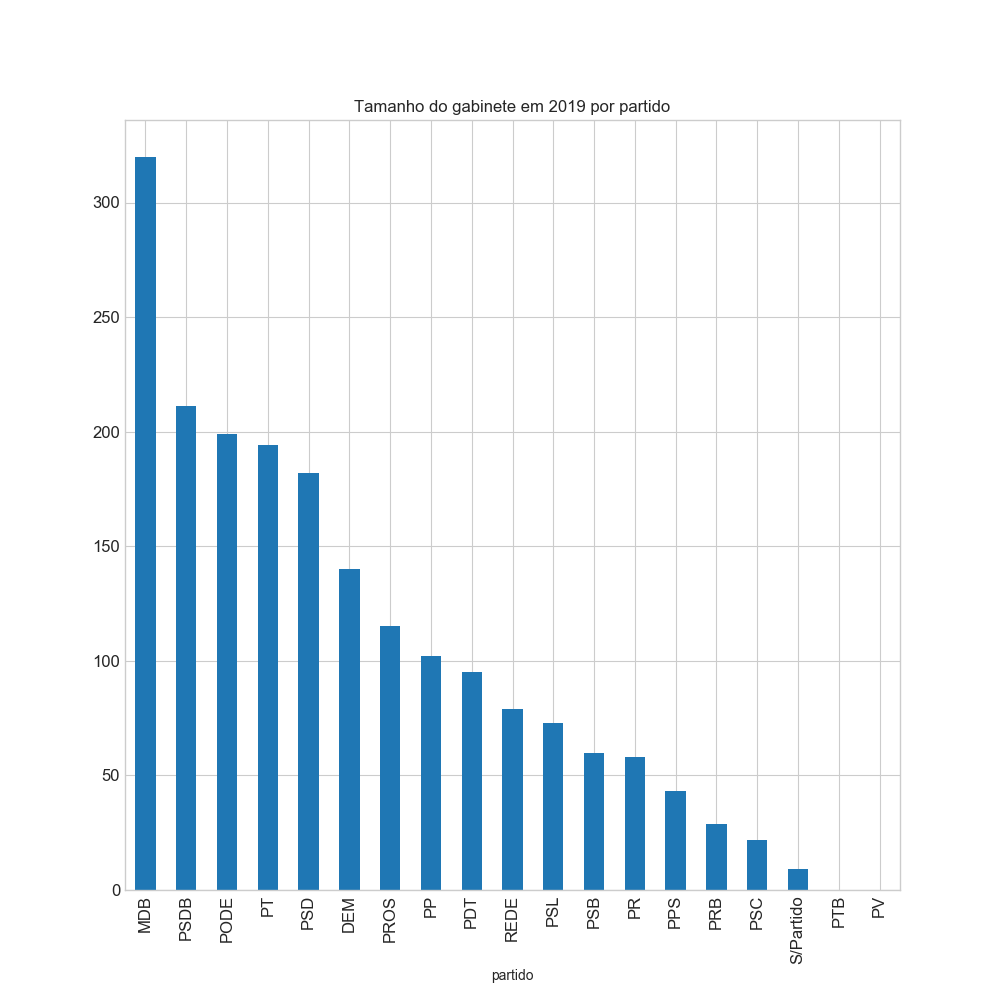 Tamanho do gabinete em 2019 por partido
300
250
200
150
100
50
0
MDB
PSDB
PODE
PT
PSD
DEM
PROS
PP
PDT
REDE
PSL
PSB
PR
PPS
PRB
PSC
S/Partido
PTB
PV
partido